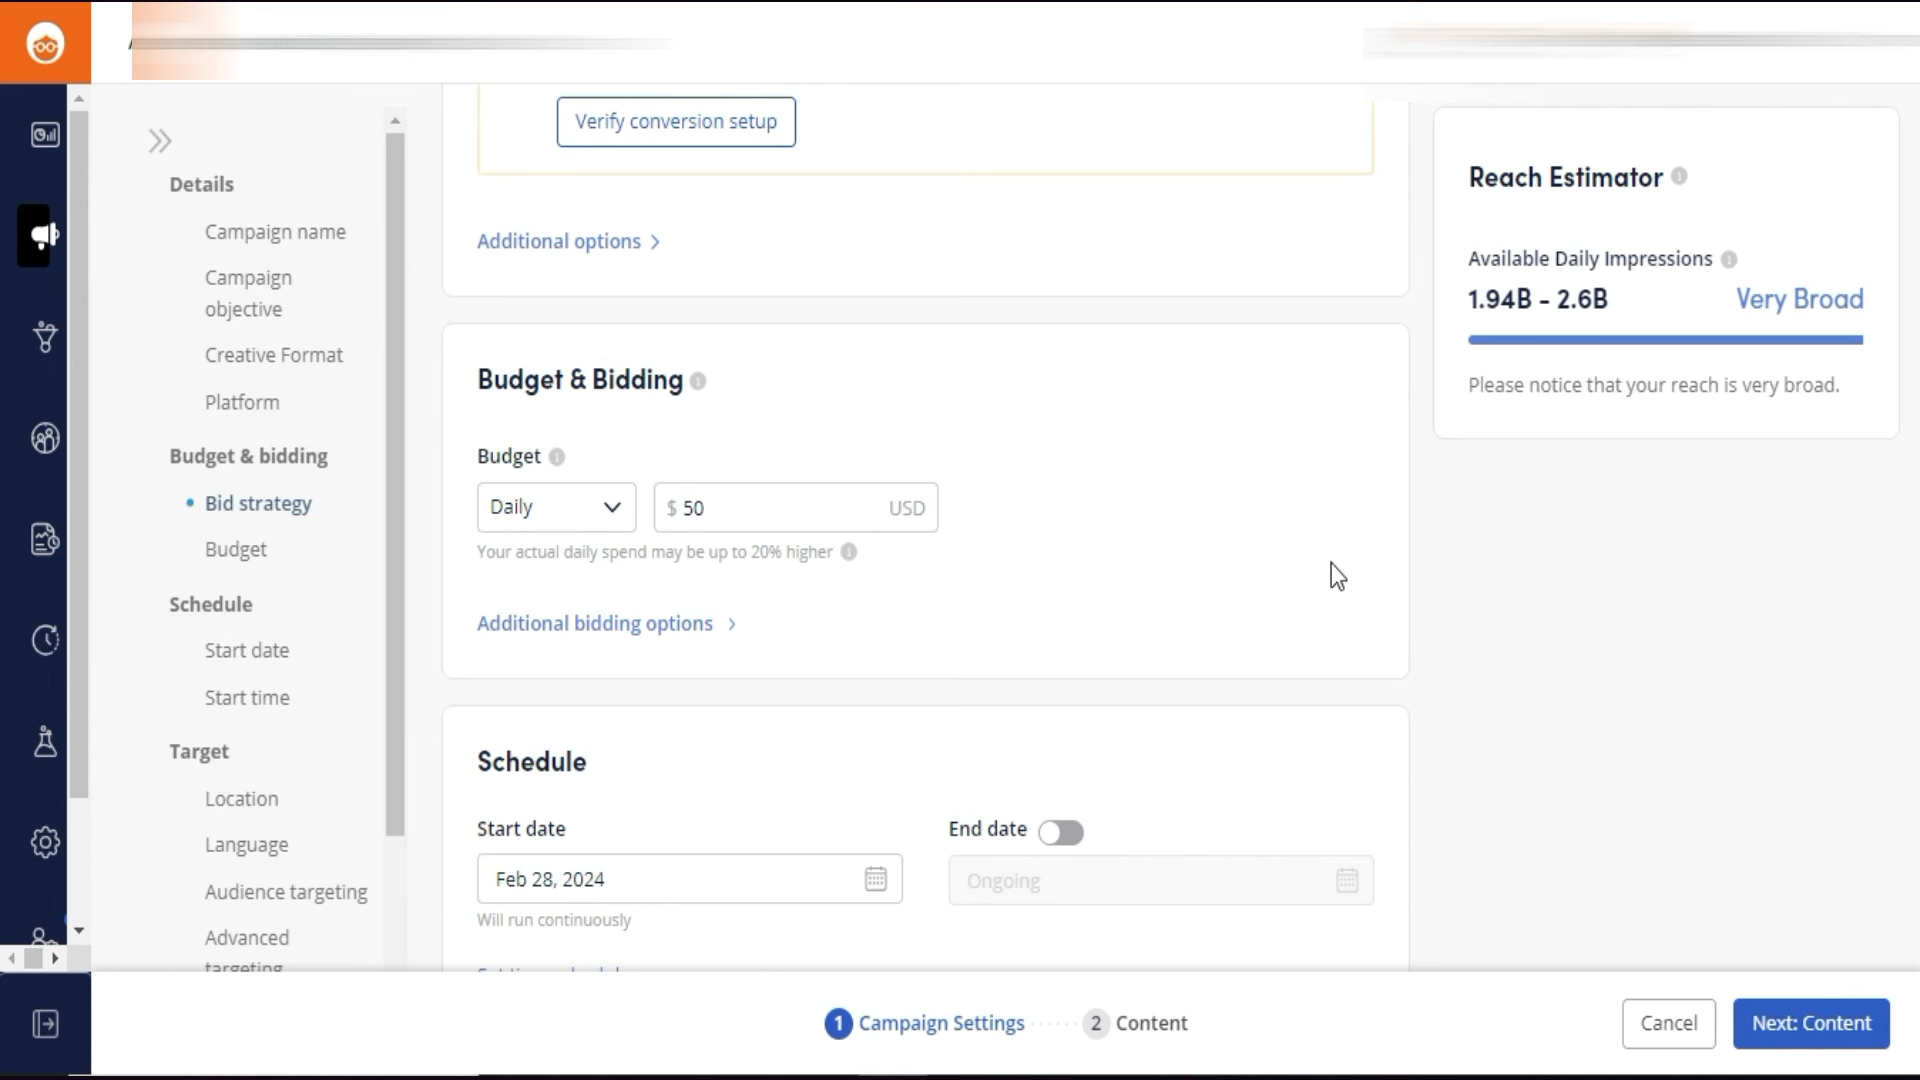 Verify conversion setup
Additional options
Details
Campaign name
Campaign
objective
Creative Format
Platform
Budget & bidding
Bid strategy
Budget
Schedule
Start date
Start time
Target
Location
Language
Audience targeting
Advanced
targeting
Budget & Bidding
Budget
Daily
$ 50 USD
Your actual daily spend may be up to 20% higher
Additional bidding options
Schedule
Start date
Feb 28, 2024
Will run continuously
End date
Ongoing
Reach Estimator
Available Daily Impressions
1.94B - 2.6B Very Broad
Please notice that your reach is very broad.
1 Campaign Settings
2 Content
Cancel
Next: Content